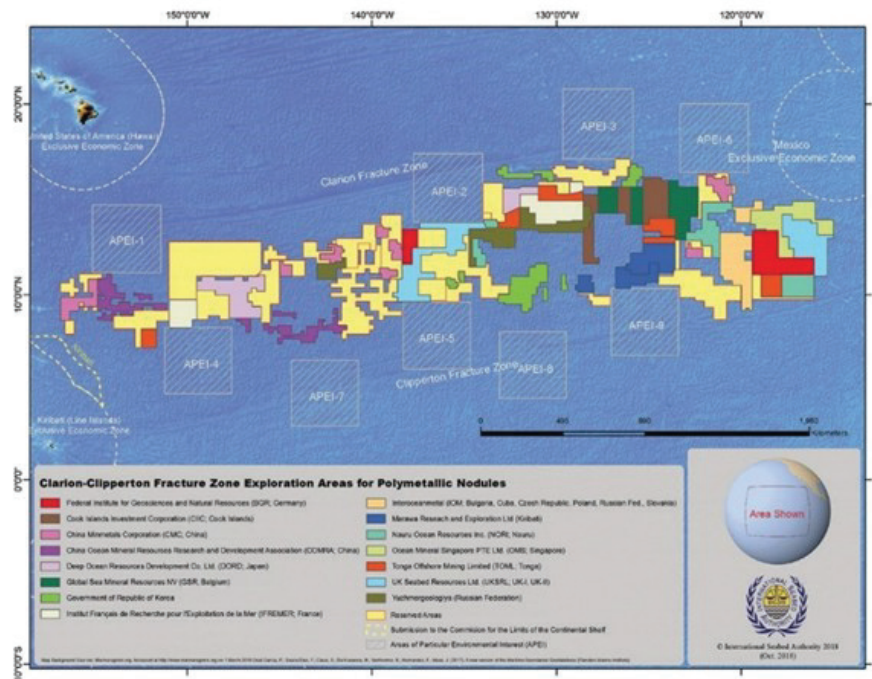 150°0'0"W 140°0'0"W 130°0'0"W 120°0'0"W
20°0'0"N
10°0'0"N
0°0'0"
10°0'0"S
United States of America (Hawaii)
Exclusive Economic Zone
Mexico
Exclusive Economic Zone
Clarion Fracture Zone
APEI-3
APEI-6
APEI-2
APEI-1
APEI-5
APEI-9
APEI-4
APEI-8
APEI-7
Clipperton Fracture Zone
Kiribati
Kiribati (Line Islands)
Exclusive Economic Zone
0 400 800 1,600
Kilometers
Clarion-Clipperton Fracture Zone Exploration Areas for Polymetallic Nodules
Federal Institute for Geosciences and Natural Resources (BGR; Germany)
Cook Islands Investment Corporation (CIIC; Cook Islands)
China Minmetals Corporation (CMC; China)
China Ocean Mineral Resources Research and Development Association (COMRA; China)
Deep Ocean Resources Development Co. Ltd. (DORD; Japan)
Global Sea Mineral Resources NV (GSR; Belgium)
Government of Republic of Korea
Institut Français de Recherche pour l'Exploitation de la Mer (IFREMER; France)
Interoceanmetal (IOM; Bulgaria, Cuba, Czech Republic, Poland, Russian Fed., Slovakia)
Marawa Research and Exploration Ltd (Kiribati)
Nauru Ocean Resources Inc. (NORI; Nauru)
Ocean Mineral Singapore PTE Ltd. (OMS; Singapore)
Tonga Offshore Mining Limited (TOML; Tonga)
UK Seabed Resources Ltd. (UKSRL; UK-I, UK-II)
Yuzhmorgeologiya (Russian Federation)
Reserved Areas
Submission to the Commission for the Limits of the Continental Shelf
Areas of Particular Environmental Interest (APEI)
Area Shown
INTERNATIONAL SEABED AUTHORITY
© International Seabed Authority 2018